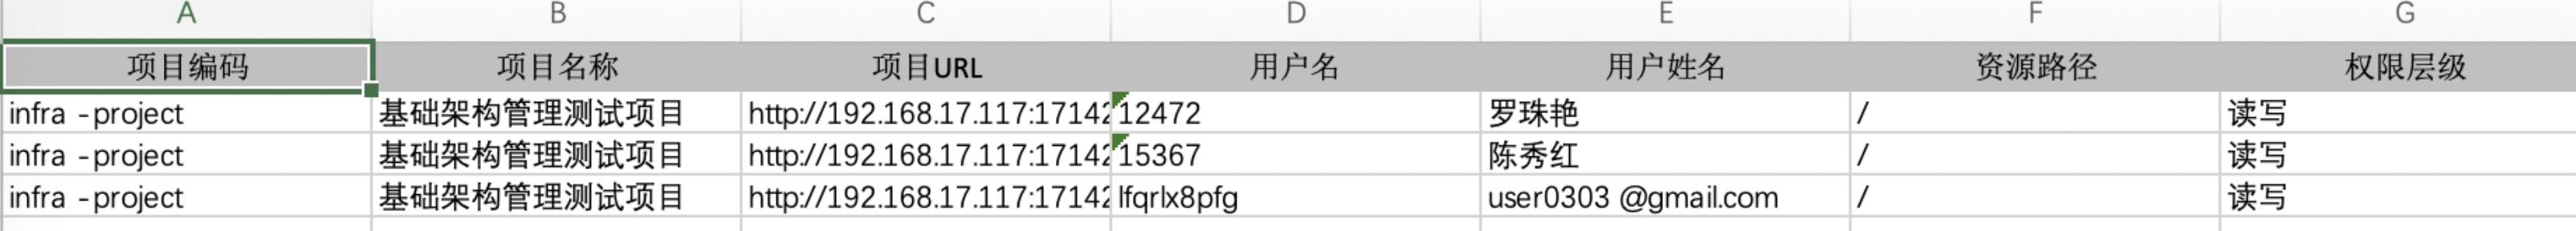 A B C D E F G
项目编码 项目名称 项目URL 用户名 用户姓名 资源路径 权限层级
infra -project 基础架构管理测试项目 http://192.168.17.117:17142 12472 罗珠艳 / 读写
infra -project 基础架构管理测试项目 http://192.168.17.117:17142 15367 陈秀红 / 读写
infra -project 基础架构管理测试项目 http://192.168.17.117:17142 lfqrlx8pfg user0303 @gmail.com / 读写